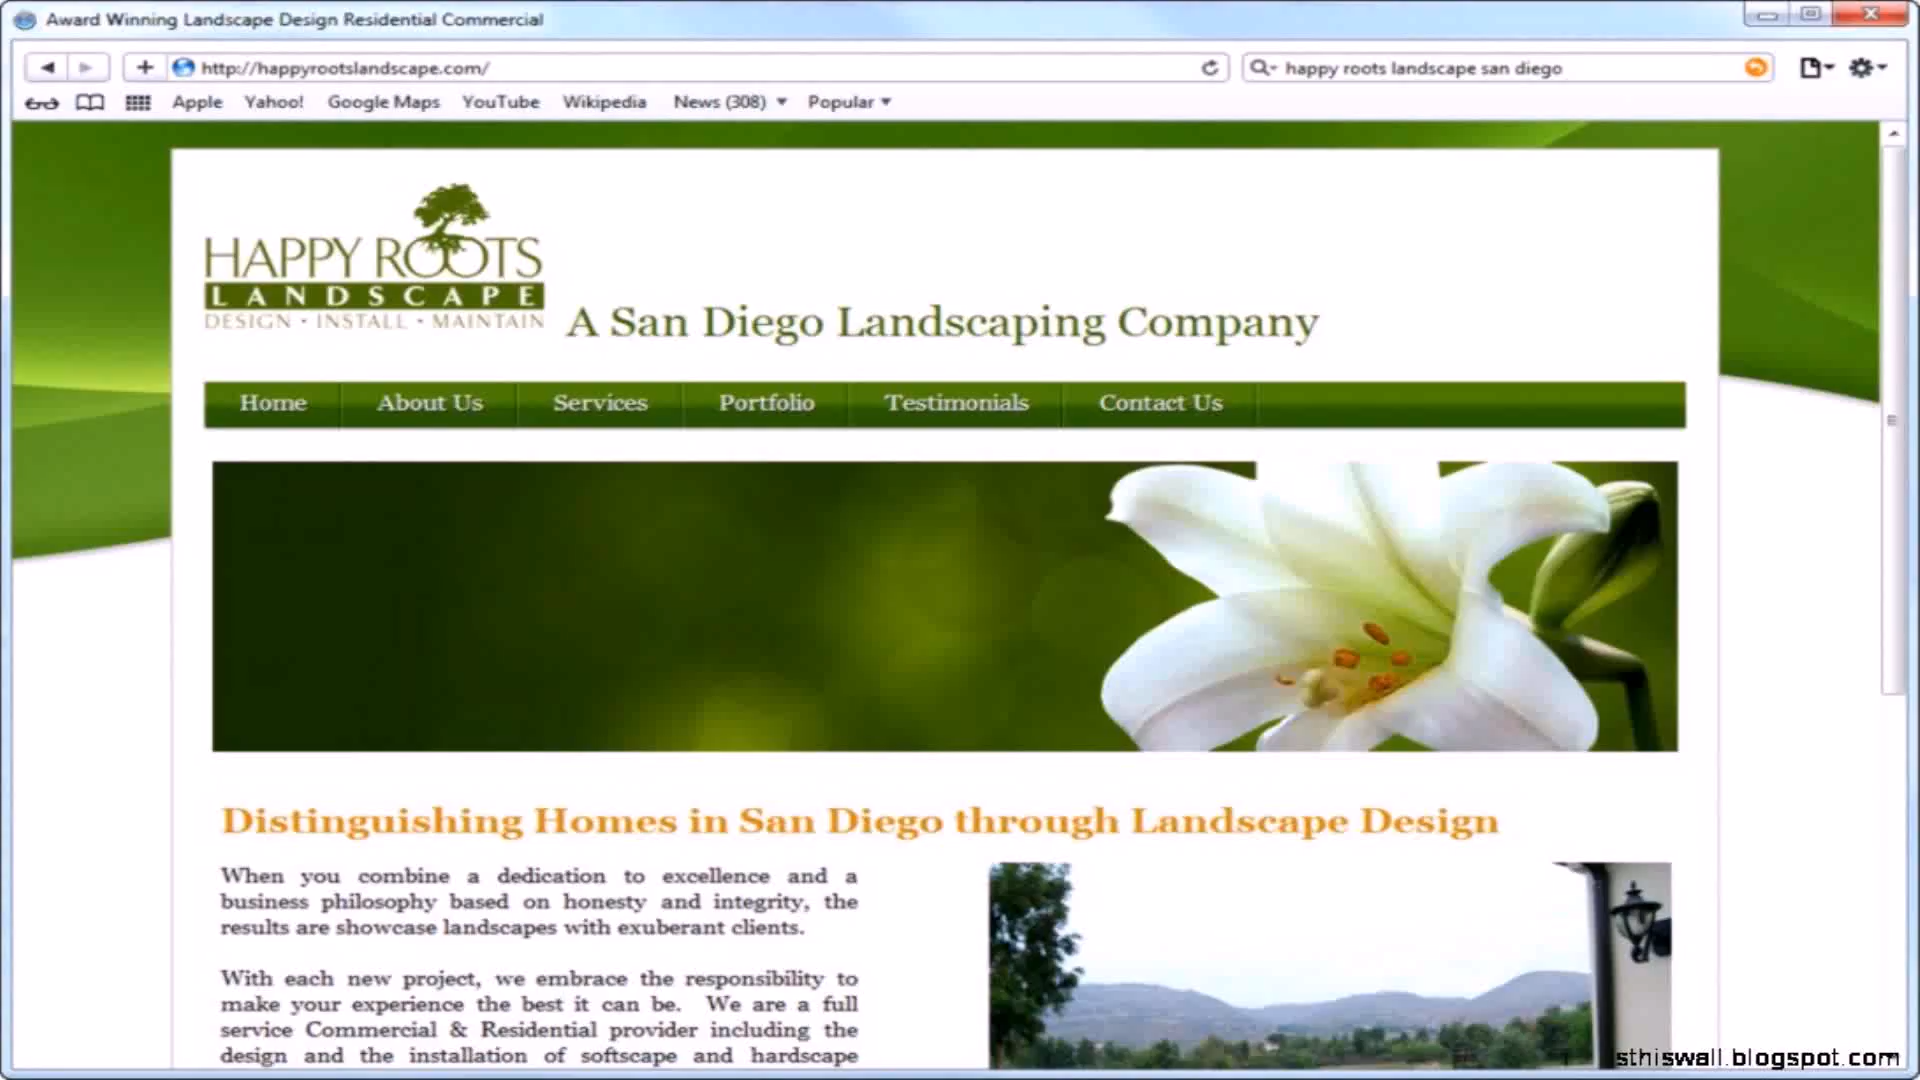 Award Winning Landscape Design Residential Commercial
http://happyrootslandscape.com/
happy roots landscape san diego
Apple Yahoo! Google Maps YouTube Wikipedia News (308) Popular
HAPPY ROOTS
LANDSCAPE
DESIGN • INSTALL • MAINTAIN
A San Diego Landscaping Company
Home About Us Services Portfolio Testimonials Contact Us
Distinguishing Homes in San Diego through Landscape Design
When you combine a dedication to excellence and a
business philosophy based on honesty and integrity, the
results are showcase landscapes with exuberant clients.
With each new project, we embrace the responsibility to
make your experience the best it can be. We are a full
service Commercial & Residential provider including the
design and the installation of softscape and hardscape
sthiswall.blogspot.com